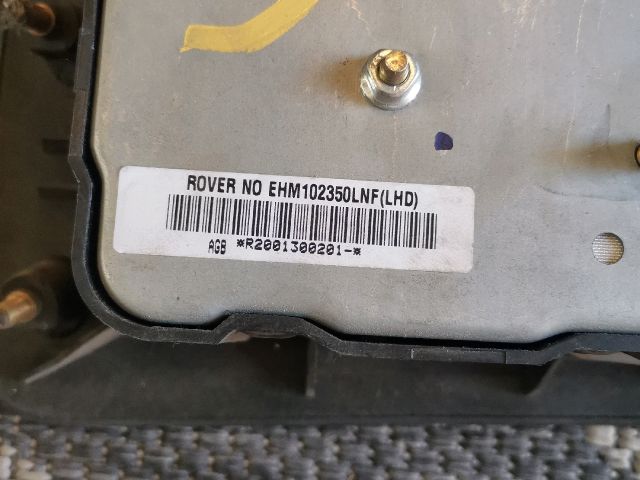 ROVER NO EHM102350LNF(LHD)
AGB *R2001300201-*